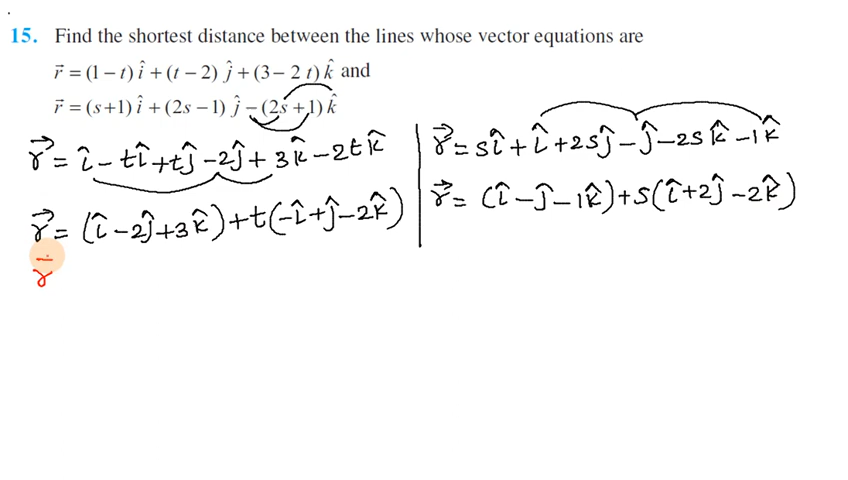 15. Find the shortest distance between the lines whose vector equations are
r⃗ = (1 − t) î + (t − 2) ĵ + (3 − 2 t) k̂ and
r⃗ = (s+1) î + (2s − 1) ĵ − (2s + 1) k̂
r⃗ = î − tî + tĵ − 2ĵ + 3k̂ − 2tk̂
r⃗ = (î − 2ĵ + 3k̂) + t(−î + ĵ − 2k̂)
r̄
r⃗ = sî + î + 2sĵ − ĵ − 2sk̂ − 1k̂
r⃗ = (î − ĵ − 1k̂) + s(î + 2ĵ − 2k̂)